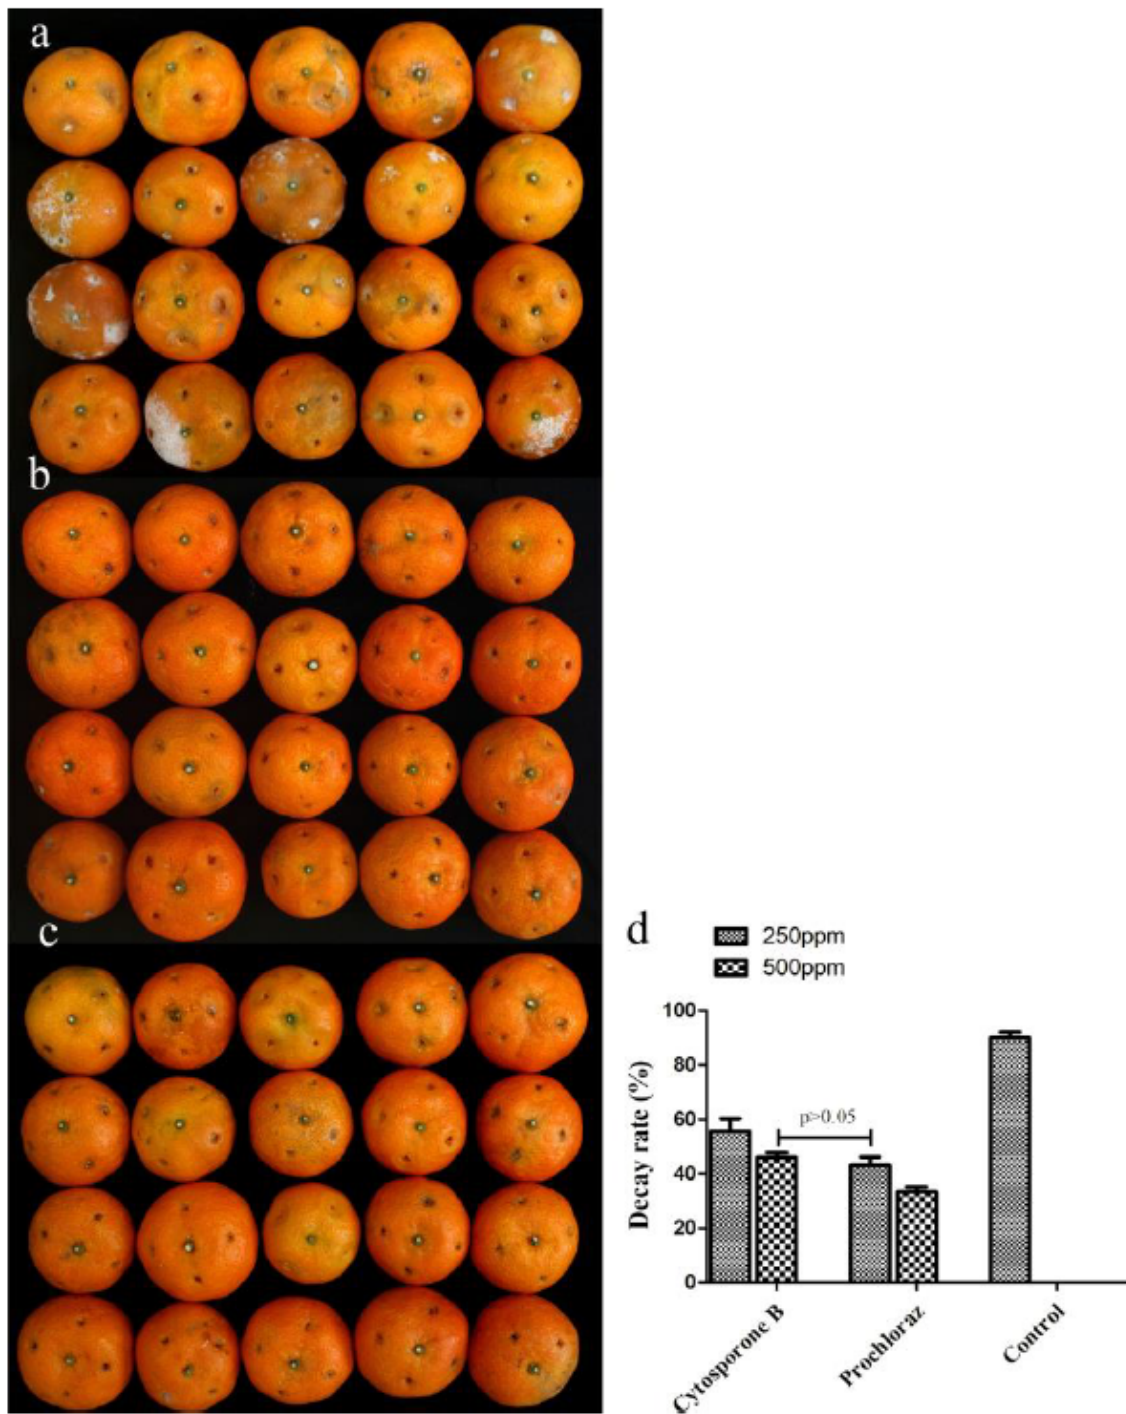 a
b
c
d
250ppm
500ppm
100
80
60
40
20
0
Decay rate (%)
p>0.05
Cytosporone B
Prochloraz
Control